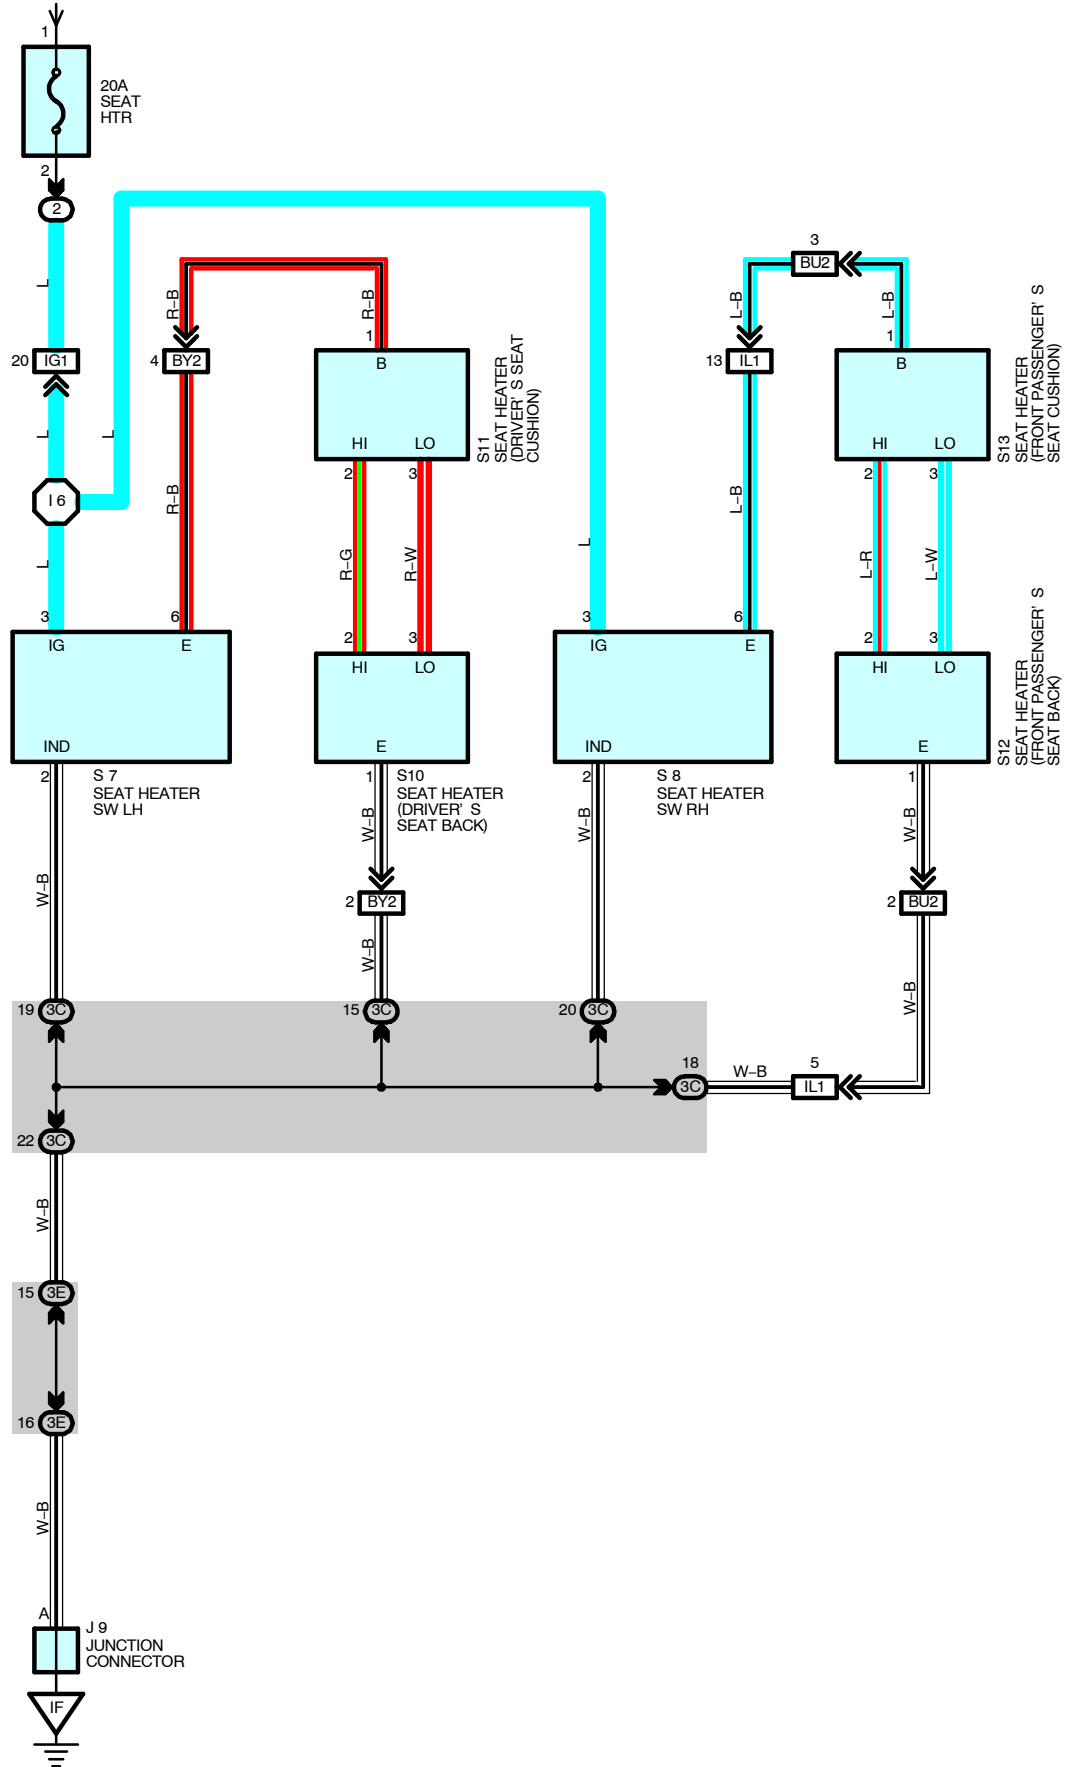 1
20A
SEAT
HTR
2
2
L
3
BU2
R–B
R–B
L–B
L–B
1
1
20 IG1
4 BY2
B
13 IL1
B
S11
SEAT HEATER
(DRIVER' S SEAT
CUSHION)
S13
SEAT HEATER
(FRONT PASSENGER' S
SEAT CUSHION)
L
L
HI LO
HI LO
2 3
2 3
I 6
R–B
L–B
L
R–G
R–W
L
L–R
L–W
3 6
2 3
3 6
2 3
IG E
HI LO
IG E
HI LO
IND
E
IND
E
2
S 7
SEAT HEATER
SW LH
1
S10
SEAT HEATER
(DRIVER' S
SEAT BACK)
2
S 8
SEAT HEATER
SW RH
1
S12
SEAT HEATER
(FRONT PASSENGER' S
SEAT BACK)
W–B
W–B
W–B
W–B
2 BY2
2 BU2
W–B
W–B
19 3C
15 3C
20 3C
18
3C
W–B
5
IL1
22 3C
W–B
15 3E
16 3E
W–B
A
J 9
JUNCTION
CONNECTOR
IF